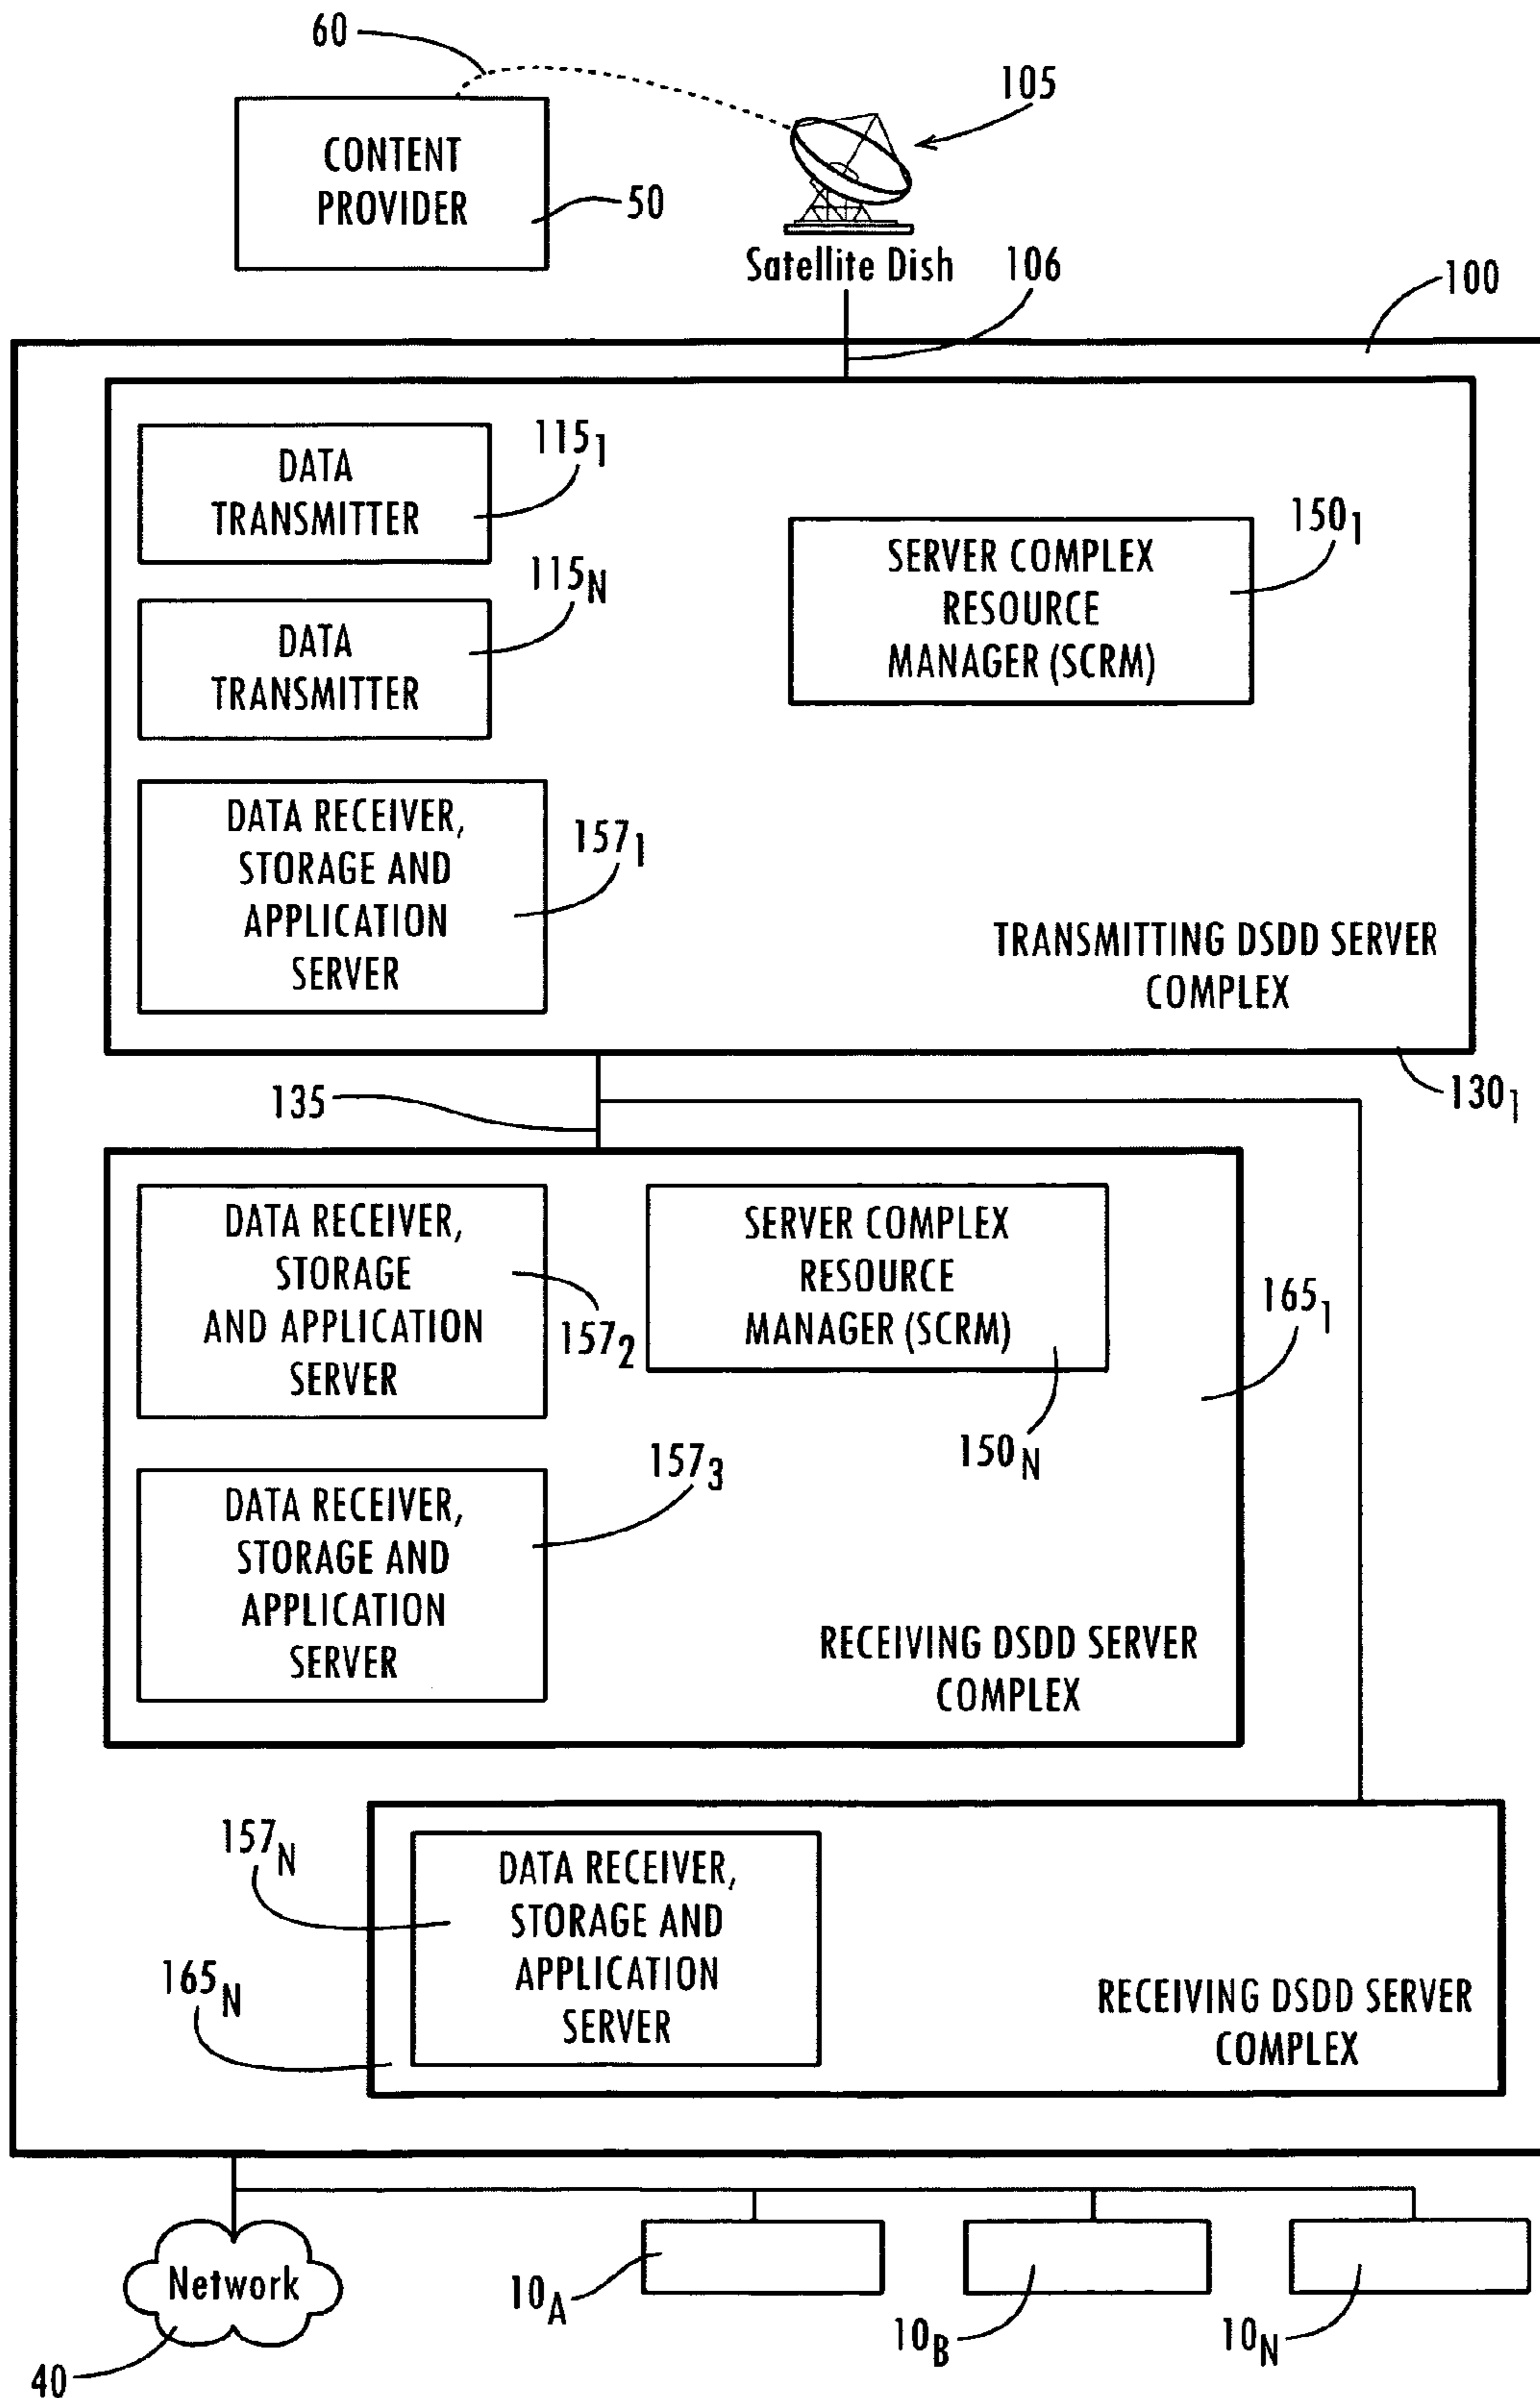 60
105
CONTENT
PROVIDER
50
Satellite Dish
106
100
DATA
TRANSMITTER
115₁
DATA
TRANSMITTER
115N
SERVER COMPLEX
RESOURCE
MANAGER (SCRM)
150₁
DATA RECEIVER,
STORAGE AND
APPLICATION
SERVER
157₁
TRANSMITTING DSDD SERVER
COMPLEX
130₁
135
DATA RECEIVER,
STORAGE
AND APPLICATION
SERVER
157₂
SERVER COMPLEX
RESOURCE
MANAGER (SCRM)
150N
165₁
DATA RECEIVER,
STORAGE AND
APPLICATION
SERVER
157₃
RECEIVING DSDD SERVER
COMPLEX
157N
DATA RECEIVER,
STORAGE AND
APPLICATION
SERVER
165N
RECEIVING DSDD SERVER
COMPLEX
Network
40
10A
10B
10N